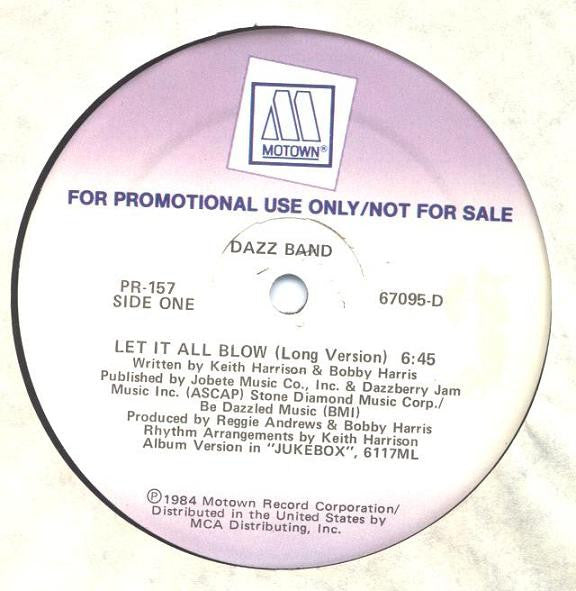 MOTOWN®
FOR PROMOTIONAL USE ONLY/NOT FOR SALE
DAZZ BAND
PR-157
SIDE ONE
67095-D
LET IT ALL BLOW (Long Version) 6:45
Written by Keith Harrison & Bobby Harris
Published by Jobete Music Co., Inc. & Dazzberry Jam
Music Inc. (ASCAP) Stone Diamond Music Corp./
Be Dazzled Music (BMI)
Produced by Reggie Andrews & Bobby Harris
Rhythm Arrangements by Keith Harrison
Album Version in "JUKEBOX", 6117ML
℗1984 Motown Record Corporation/
Distributed in the United States by
MCA Distributing, Inc.